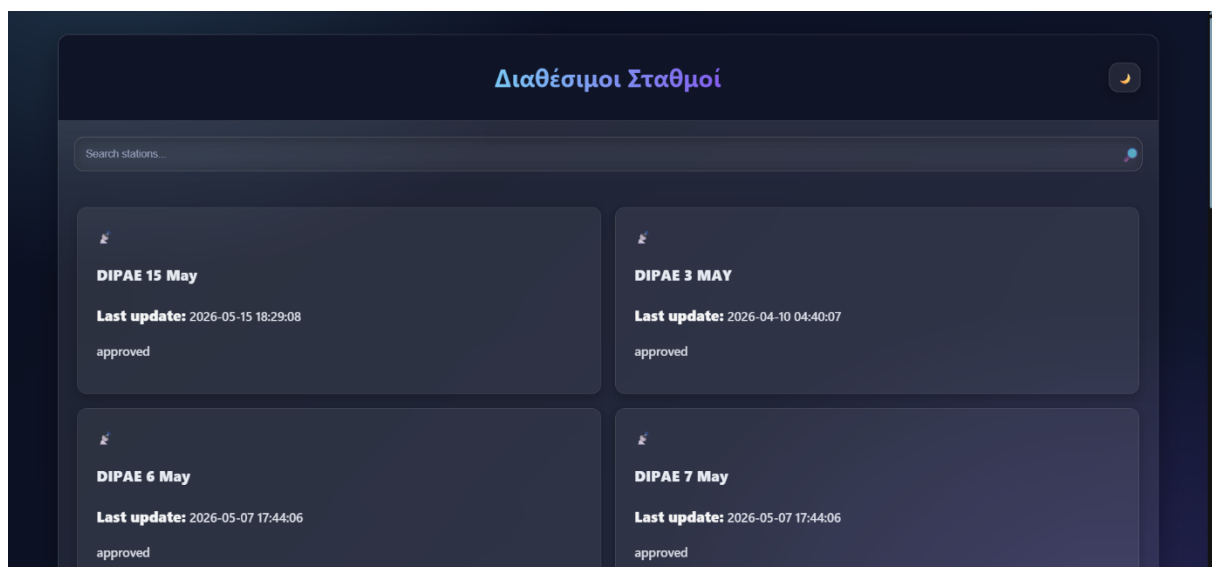 Διαθέσιμοι Σταθμοί
Search stations...
DIPAE 15 May
Last update: 2026-05-15 18:29:08
approved
DIPAE 3 MAY
Last update: 2026-04-10 04:40:07
approved
DIPAE 6 May
Last update: 2026-05-07 17:44:06
approved
DIPAE 7 May
Last update: 2026-05-07 17:44:06
approved